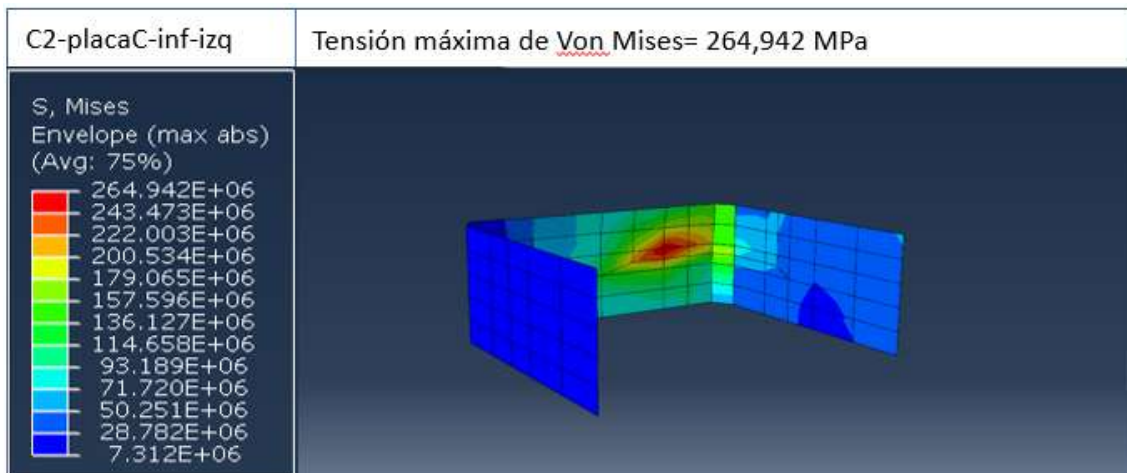 C2-placaC-inf-izq
Tensión máxima de Von Mises= 264,942 MPa
S, Mises
Envelope (max abs)
(Avg: 75%)
264.942E+06
243.473E+06
222.003E+06
200.534E+06
179.065E+06
157.596E+06
136.127E+06
114.658E+06
93.189E+06
71.720E+06
50.251E+06
28.782E+06
7.312E+06